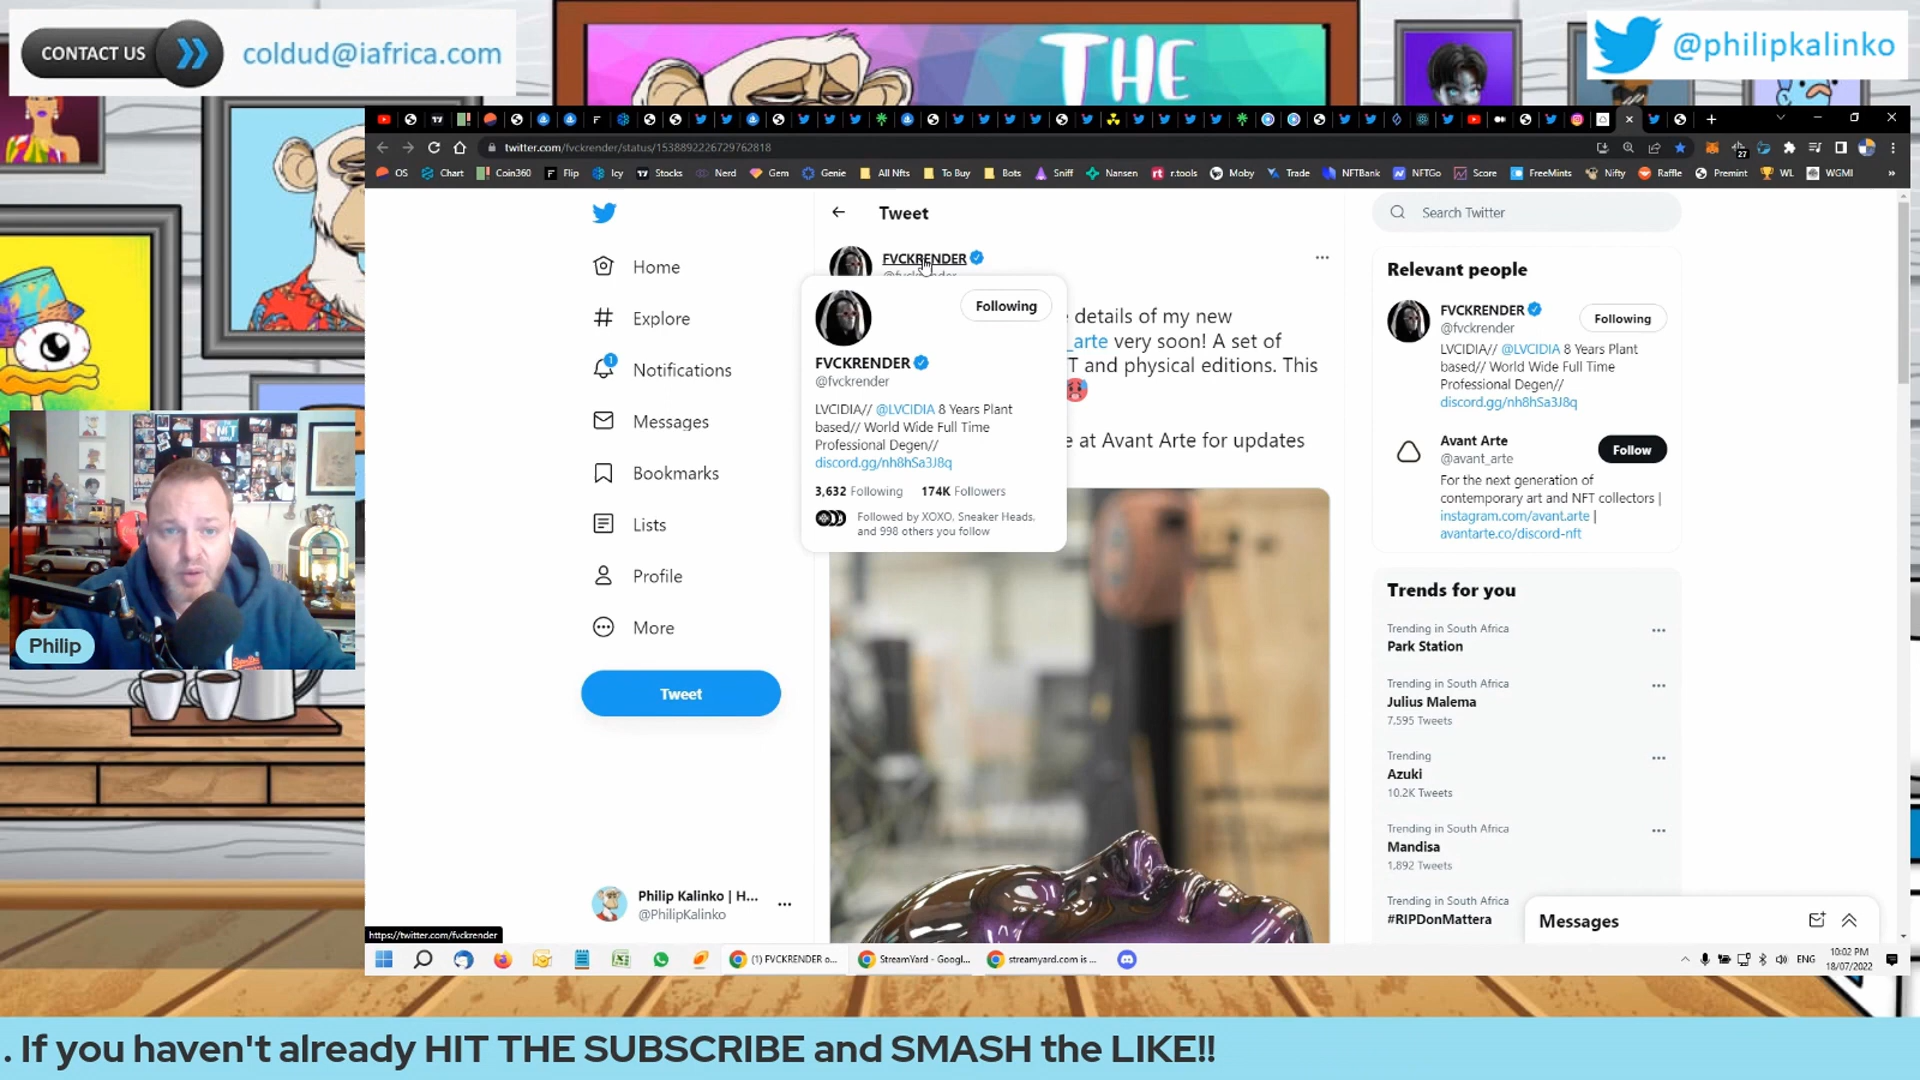 CONTACT US
coldud@iafrica.com
THE
@philipkalinko
twitter.com/fvckrender/status/1538892226729762818
27
OS Chart Coin360 Flip Icy Stocks Nerd Gem Genie All Nfts To Buy Bots Sniff Nansen r.tools Moby Trade NFTBank NFTGo Score FreeMints Nifty Raffle Premint WL WGMI »
Home
Explore
1
Notifications
Messages
Bookmarks
Lists
Profile
More
Tweet
Philip Kalinko | H...
@PhilipKalinko
https://twitter.com/fvckrender
Tweet
FVCKRENDER
@fvckrender
details of my new
_arte very soon! A set of
T and physical editions. This
e at Avant Arte for updates
Following
FVCKRENDER
@fvckrender
LVCIDIA// @LVCIDIA 8 Years Plant
based// World Wide Full Time
Professional Degen//
discord.gg/nh8hSa3J8q
3,632 Following 174K Followers
Followed by XOXO, Sneaker Heads,
and 998 others you follow
Search Twitter
Relevant people
FVCKRENDER
@fvckrender
Following
LVCIDIA// @LVCIDIA 8 Years Plant
based// World Wide Full Time
Professional Degen//
discord.gg/nh8hSa3J8q
Avant Arte
@avant_arte
Follow
For the next generation of
contemporary art and NFT collectors |
instagram.com/avant.arte |
avantarte.co/discord-nft
Trends for you
Trending in South Africa
Park Station
Trending in South Africa
Julius Malema
7,595 Tweets
Trending
Azuki
10.2K Tweets
Trending in South Africa
Mandisa
1,892 Tweets
Trending in South Africa
#RIPDonMattera
Messages
Philip
(1) FVCKRENDER o...
StreamYard - Googl...
streamyard.com is ...
ENG
10:02 PM
18/07/2022
. If you haven't already HIT THE SUBSCRIBE and SMASH the LIKE!!